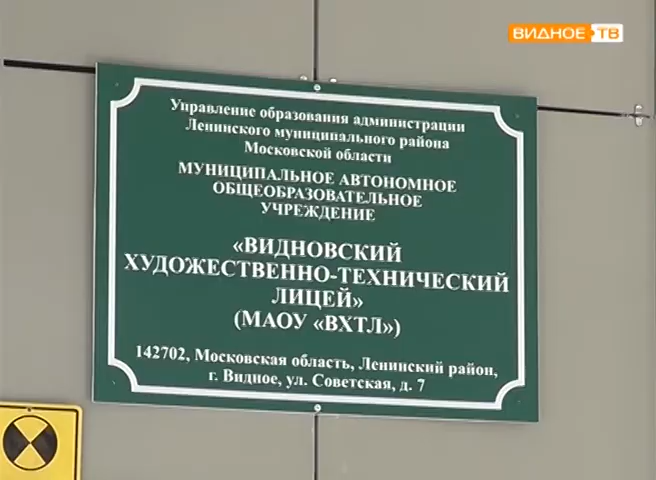 ВИДНОЕ ТВ
Управление образования администрации
Ленинского муниципального района
Московской области
МУНИЦИПАЛЬНОЕ АВТОНОМНОЕ
ОБЩЕОБРАЗОВАТЕЛЬНОЕ
УЧРЕЖДЕНИЕ
«ВИДНОВСКИЙ
ХУДОЖЕСТВЕННО-ТЕХНИЧЕСКИЙ
ЛИЦЕЙ»
(МАОУ «ВХТЛ»)
142702, Московская область, Ленинский район,
г. Видное, ул. Советская, д. 7